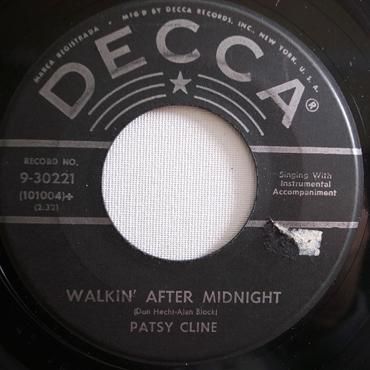 MARCA REGISTRADA • MF'G BY DECCA RECORDS, INC., NEW YORK, U.S.A.
DECCA®
RECORD NO.
9-30221
(101004)+
(2:32)
Singing With
Instrumental
Accompaniment
WALKIN' AFTER MIDNIGHT
(Don Hecht-Alan Block)
PATSY CLINE